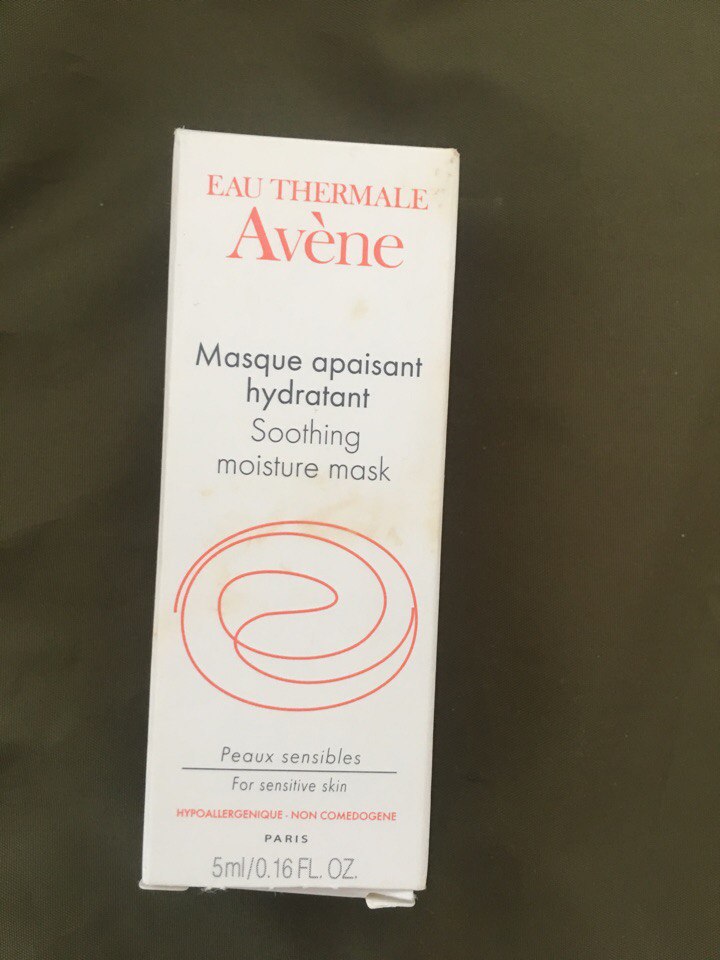 EAU THERMALE
Avène
Masque apaisant
hydratant
Soothing
moisture mask
Peaux sensibles
For sensitive skin
HYPOALLERGENIQUE - NON COMEDOGENE
PARIS
5ml/0.16 FL. OZ.